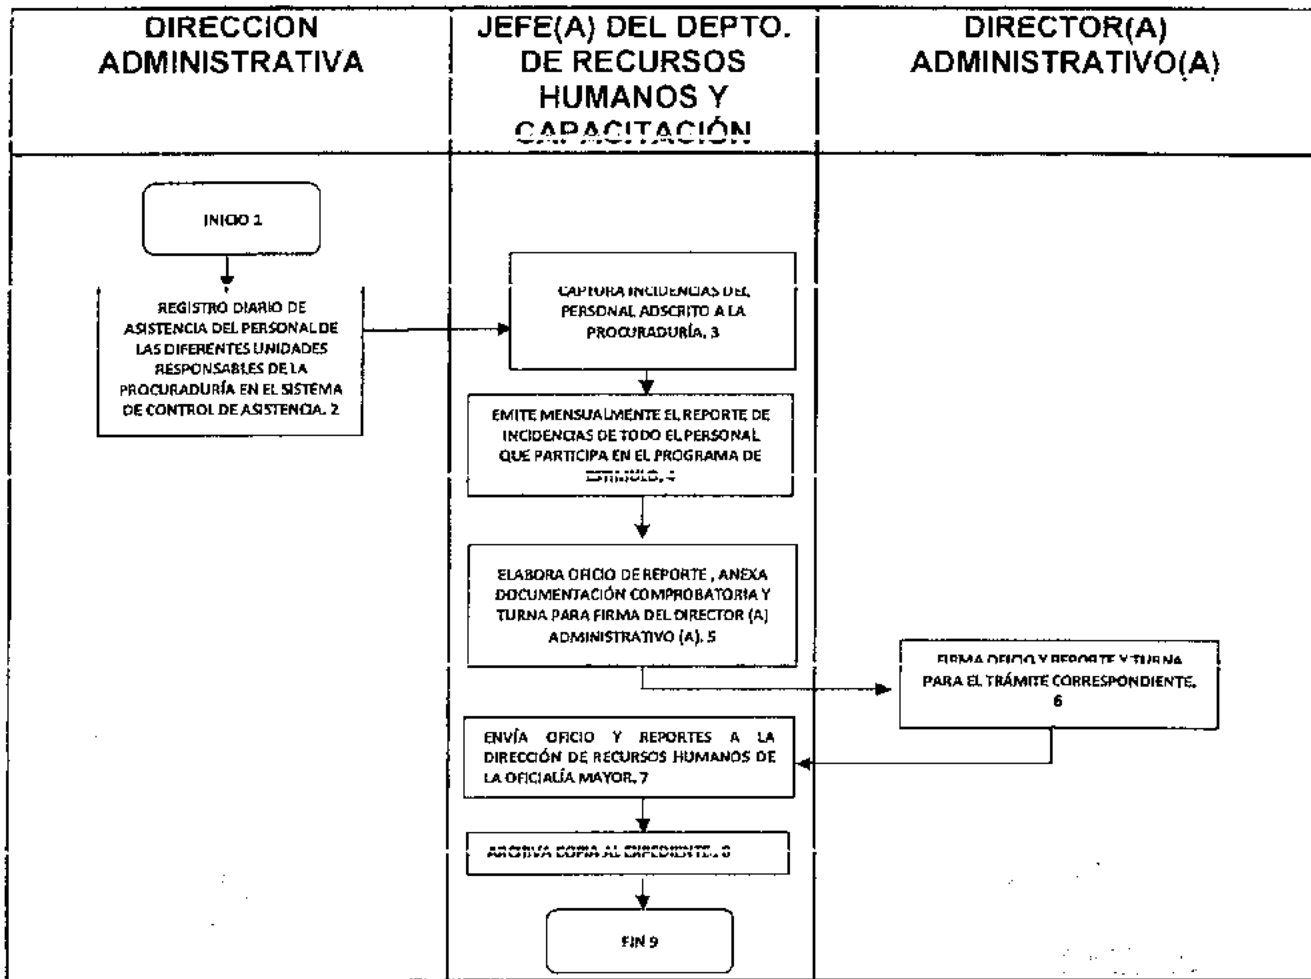 DIRECCION
ADMINISTRATIVA
JEFE(A) DEL DEPTO.
DE RECURSOS
HUMANOS Y
CAPACITACIÓN
DIRECTOR(A)
ADMINISTRATIVO(A)
INICIO 1
REGISTRO DIARIO DE
ASISTENCIA DEL PERSONAL DE
LAS DIFERENTES UNIDADES
RESPONSABLES DE LA
PROCURADURÍA EN EL SISTEMA
DE CONTROL DE ASISTENCIA. 2
CAPTURA INCIDENCIAS DEL
PERSONAL ADSCRITO A LA
PROCURADURÍA. 3
EMITE MENSUALMENTE EL REPORTE DE
INCIDENCIAS DE TODO EL PERSONAL
QUE PARTICIPA EN EL PROGRAMA DE
ELABORA OFICIO DE REPORTE , ANEXA
DOCUMENTACIÓN COMPROBATORIA Y
TURNA PARA FIRMA DEL DIRECTOR (A)
ADMINISTRATIVO (A). 5
FIRMA OFICIO Y REPORTE Y TURNA
PARA EL TRÁMITE CORRESPONDIENTE.
6
ENVÍA OFICIO Y REPORTES A LA
DIRECCIÓN DE RECURSOS HUMANOS DE
LA OFICIALÍA MAYOR. 7
ARCHIVA COPIA AL EXPEDIENTE. 8
FIN 9